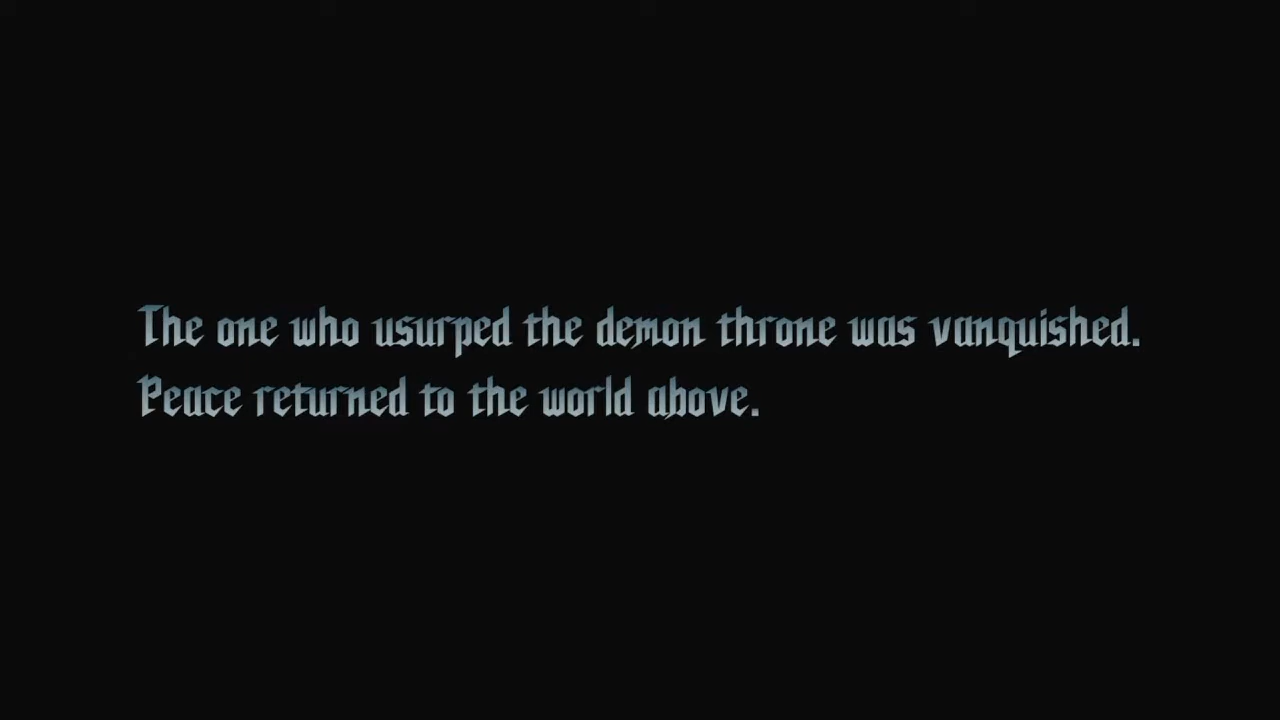 The one who usurped the demon throne was vanquished.
Peace returned to the world above.